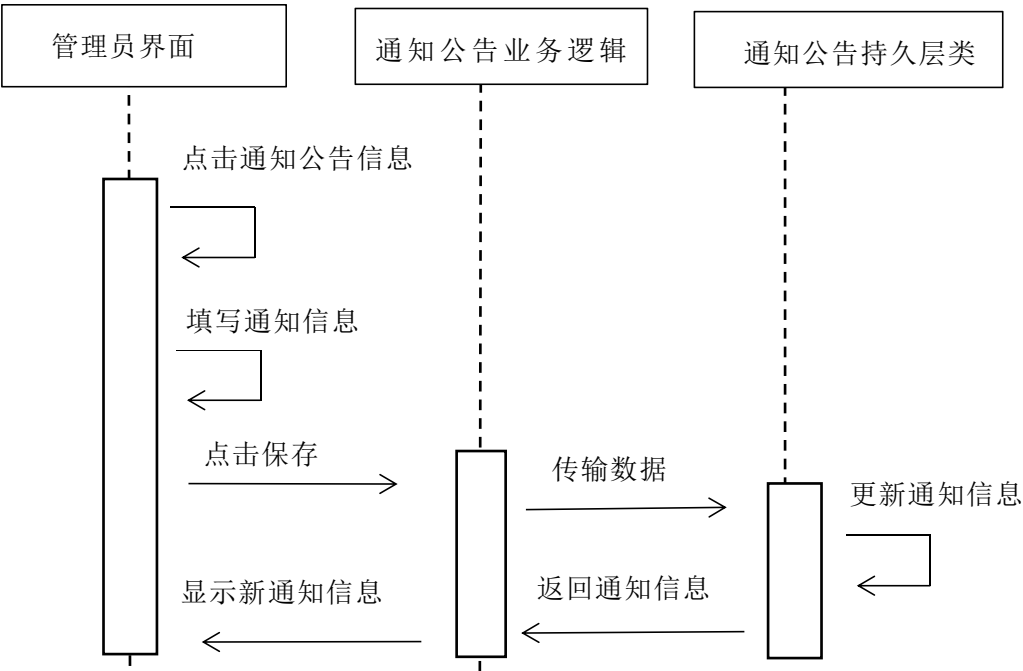 管理员界面
通知公告业务逻辑
通知公告持久层类
点击通知公告信息
填写通知信息
点击保存
传输数据
更新通知信息
返回通知信息
显示新通知信息